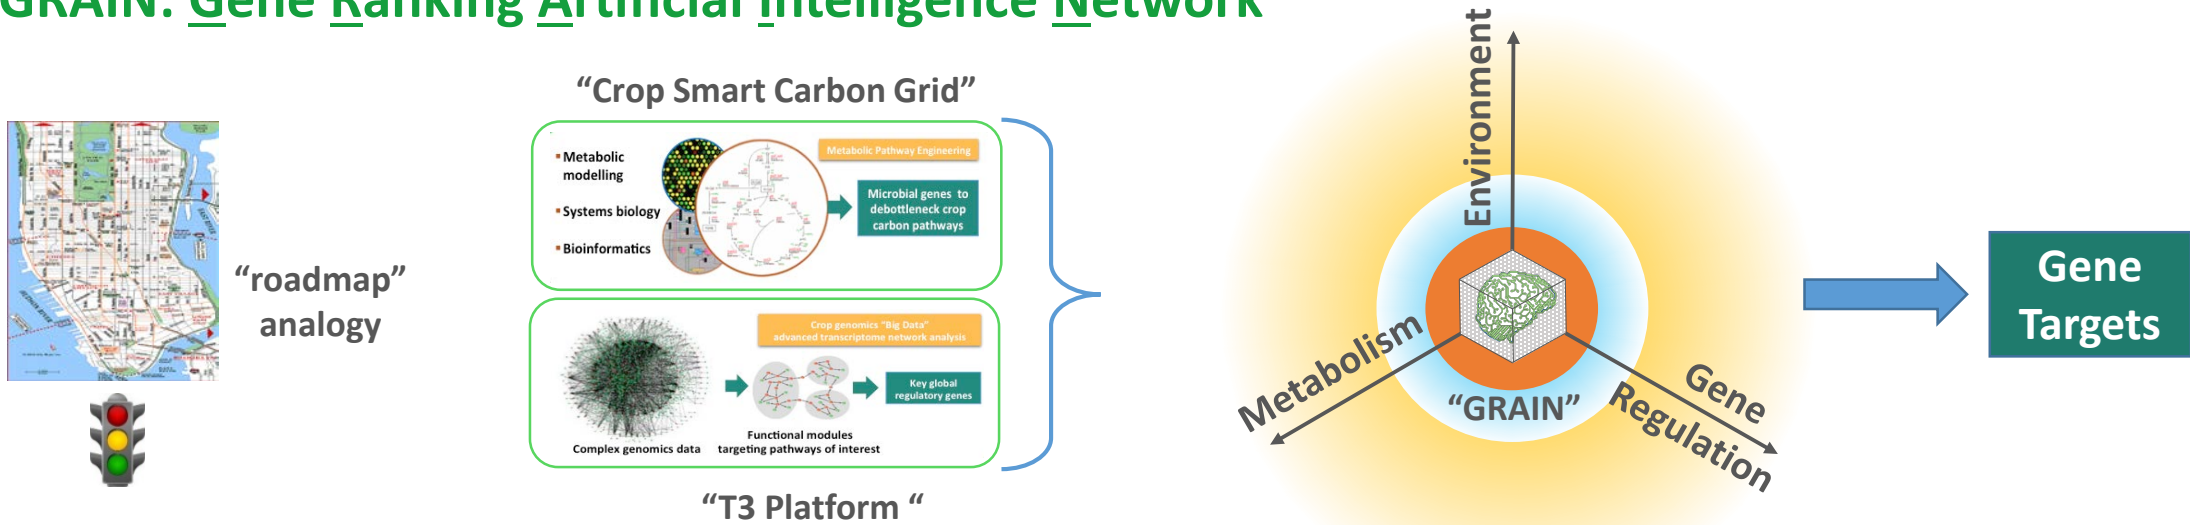 GRAIN: Gene Ranking Artificial Intelligence Network
“roadmap”
analogy
“Crop Smart Carbon Grid”
▪Metabolic
modelling
▪Systems biology
▪Bioinformatics
Metabolic Pathway Engineering
Microbial genes to
debottleneck crop
carbon pathways
Crop genomics “Big Data”
advanced transcriptome network analysis
Key global
regulatory genes
Complex genomics data
Functional modules
targeting pathways of interest
“T3 Platform “
Environment
Metabolism
Gene
Regulation
“GRAIN”
Gene
Targets